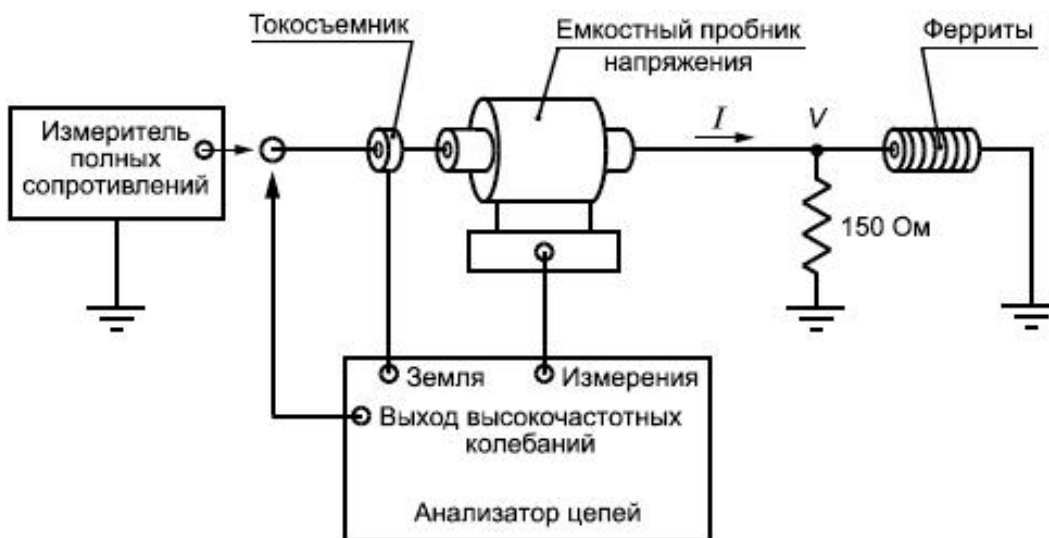 Токосъемник
Емкостный пробник
напряжения
Ферриты
Измеритель
полных
сопротивлений
I
V
150 Ом
Земля
Измерения
Выход высокочастотных
колебаний
Анализатор цепей